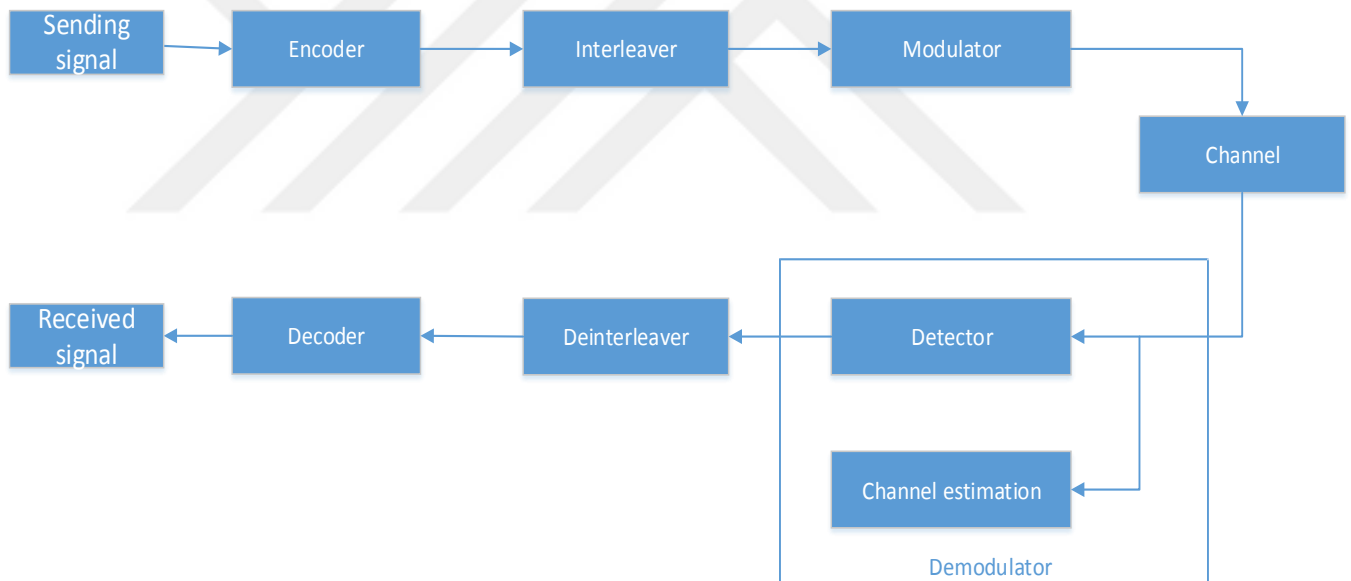 Sending
signal
Encoder
Interleaver
Modulator
Channel
Received
signal
Decoder
Deinterleaver
Detector
Channel estimation
Demodulator